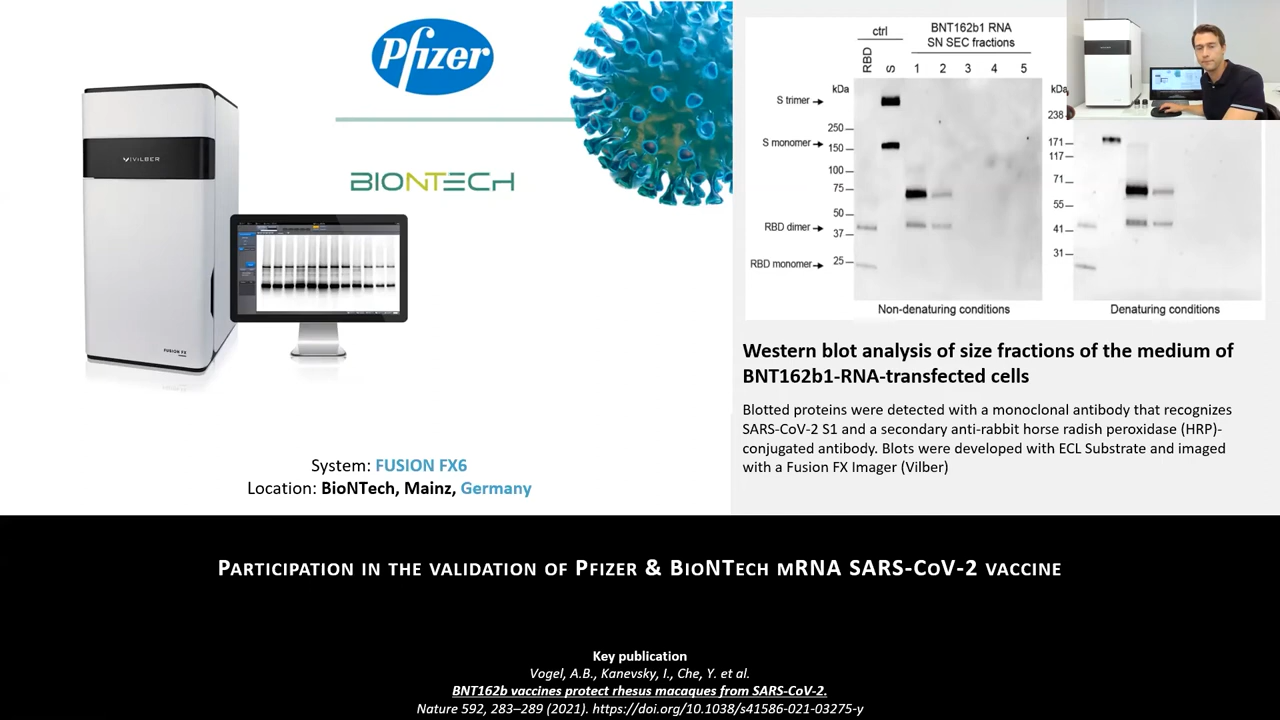 Pfizer
BIONTECH
VILBER
FUSION FX
System: FUSION FX6
Location: BioNTech, Mainz, Germany
ctrl
BNT162b1 RNA
SN SEC fractions
RBD
S
1 2 3 4 5
kDa
S trimer
250
S monomer
150
100
75
50
RBD dimer
37
RBD monomer
25
Non-denaturing conditions
kDa
238
171
117
71
55
41
31
Denaturing conditions
VILBER
Western blot analysis of size fractions of the medium of
BNT162b1-RNA-transfected cells
Blotted proteins were detected with a monoclonal antibody that recognizes
SARS-CoV-2 S1 and a secondary anti-rabbit horse radish peroxidase (HRP)-
conjugated antibody. Blots were developed with ECL Substrate and imaged
with a Fusion FX Imager (Vilber)
PARTICIPATION IN THE VALIDATION OF PFIZER & BIONTECH MRNA SARS-COV-2 VACCINE
Key publication
Vogel, A.B., Kanevsky, I., Che, Y. et al.
BNT162b vaccines protect rhesus macaques from SARS-CoV-2.
Nature 592, 283–289 (2021). https://doi.org/10.1038/s41586-021-03275-y